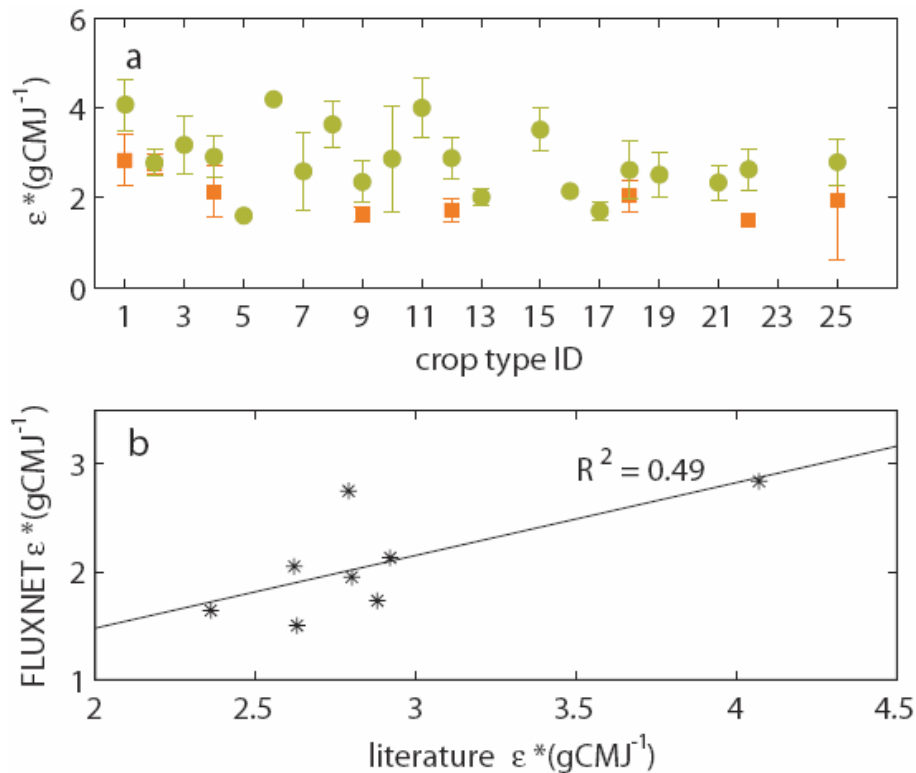 a
ε*(gCMJ⁻¹)
6
4
2
0
1 3 5 7 9 11 13 15 17 19 21 23 25
crop type ID
b
R² = 0.49
FLUXNET ε*(gCMJ⁻¹)
3
2
1
2 2.5 3 3.5 4 4.5
literature ε*(gCMJ⁻¹)